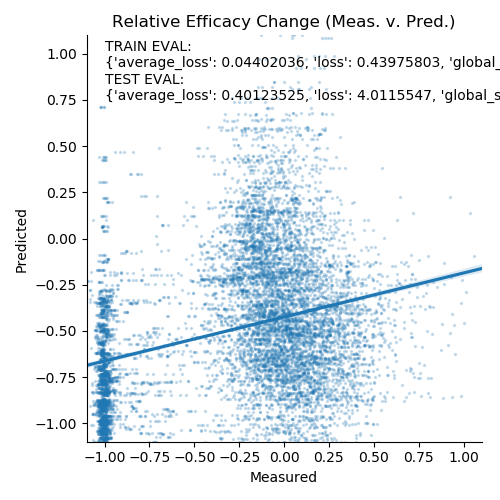 Relative Efficacy Change (Meas. v. Pred.)
TRAIN EVAL:
{'average_loss': 0.04402036, 'loss': 0.43975803, 'global_
TEST EVAL:
{'average_loss': 0.40123525, 'loss': 4.0115547, 'global_s
1.00
0.75
0.50
0.25
0.00
−0.25
−0.50
−0.75
−1.00
Predicted
−1.00 −0.75 −0.50 −0.25 0.00 0.25 0.50 0.75 1.00
Measured